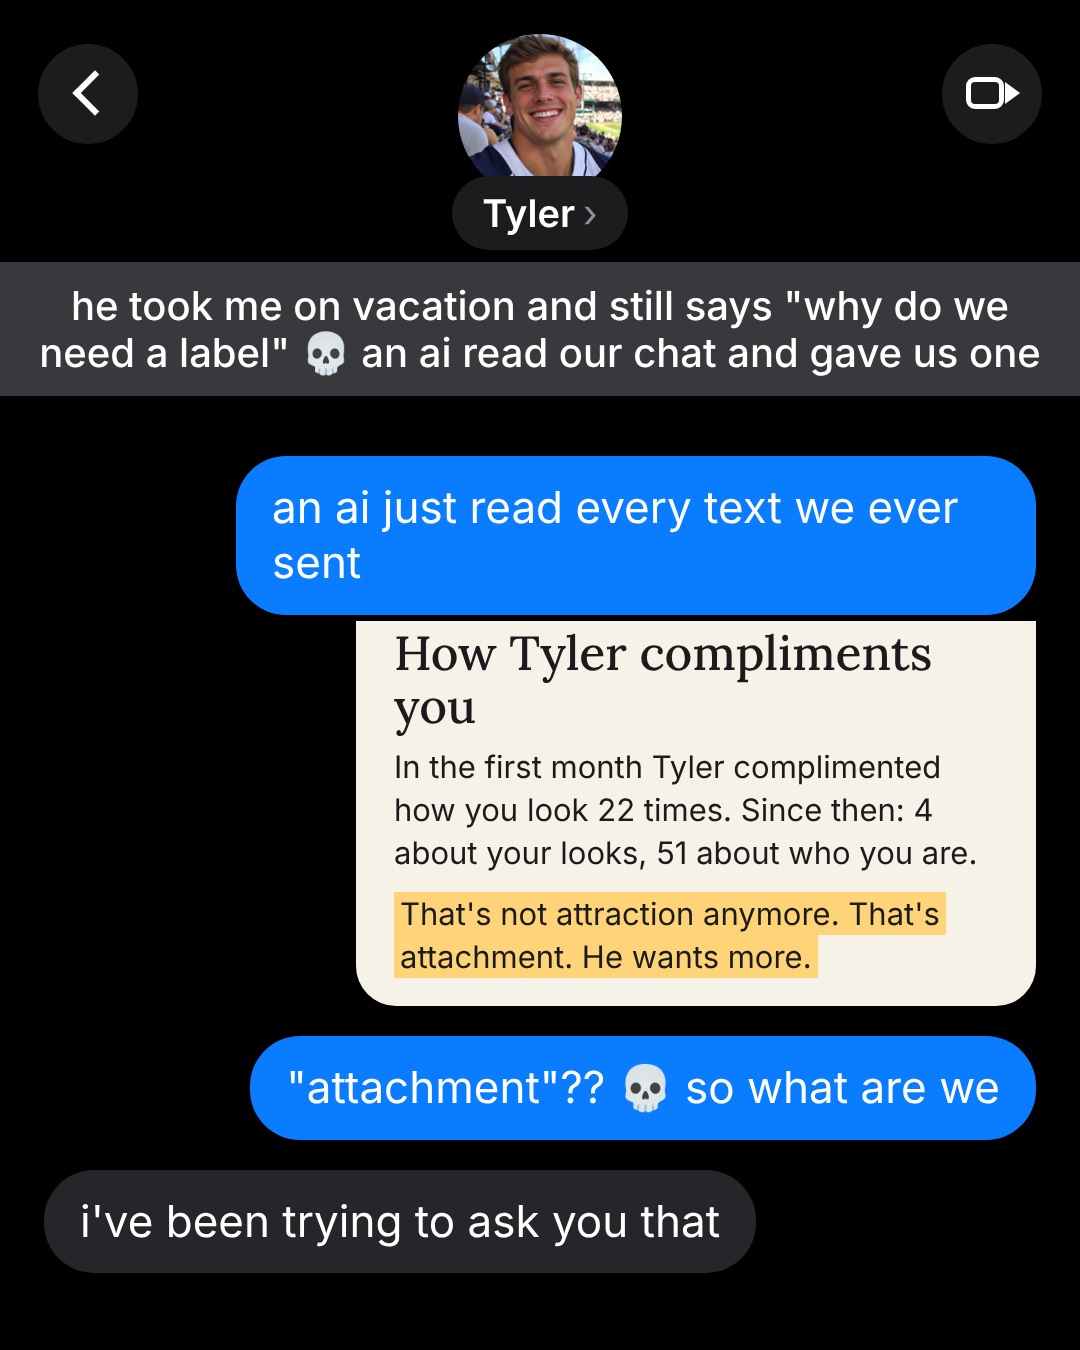 Tyler ›
he took me on vacation and still says "why do we
need a label" 💀 an ai read our chat and gave us one
an ai just read every text we ever
sent
How Tyler compliments
you
In the first month Tyler complimented
how you look 22 times. Since then: 4
about your looks, 51 about who you are.
That's not attraction anymore. That's
attachment. He wants more.
"attachment"?? 💀 so what are we
i've been trying to ask you that